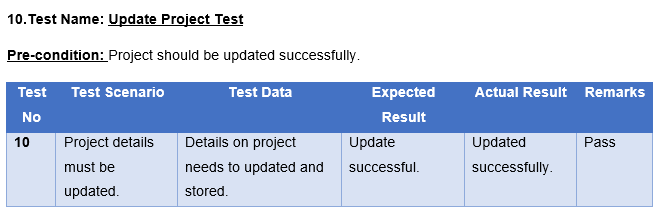 10.Test Name: Update Project Test
Pre-condition: Project should be updated successfully.
Test No Test Scenario Test Data Expected Result Actual Result Remarks
10 Project details must be updated. Details on project needs to updated and stored. Update successful. Updated successfully. Pass